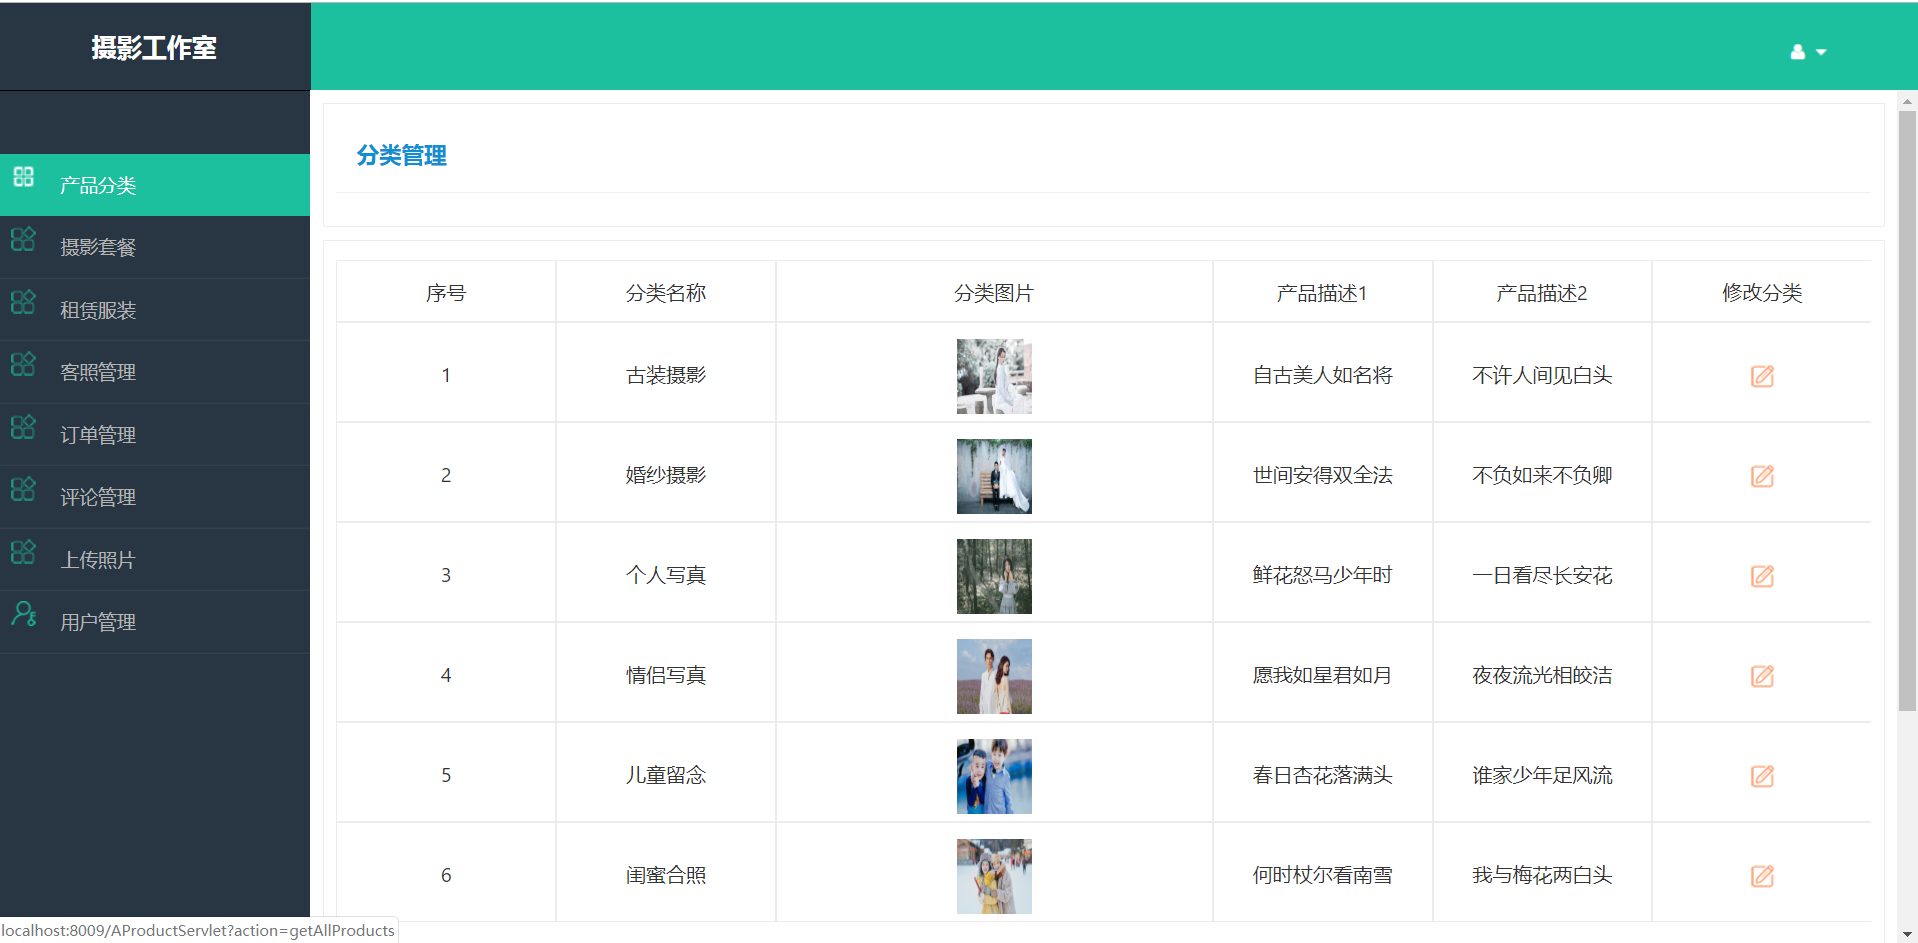 摄影工作室
产品分类
摄影套餐
租赁服装
客照管理
订单管理
评论管理
上传照片
用户管理
分类管理
序号 分类名称 分类图片 产品描述1 产品描述2 修改分类
1 古装摄影 自古美人如名将 不许人间见白头
2 婚纱摄影 世间安得双全法 不负如来不负卿
3 个人写真 鲜花怒马少年时 一日看尽长安花
4 情侣写真 愿我如星君如月 夜夜流光相皎洁
5 儿童留念 春日杏花落满头 谁家少年足风流
6 闺蜜合照 何时杖尔看南雪 我与梅花两白头
localhost:8009/AProductServlet?action=getAllProducts